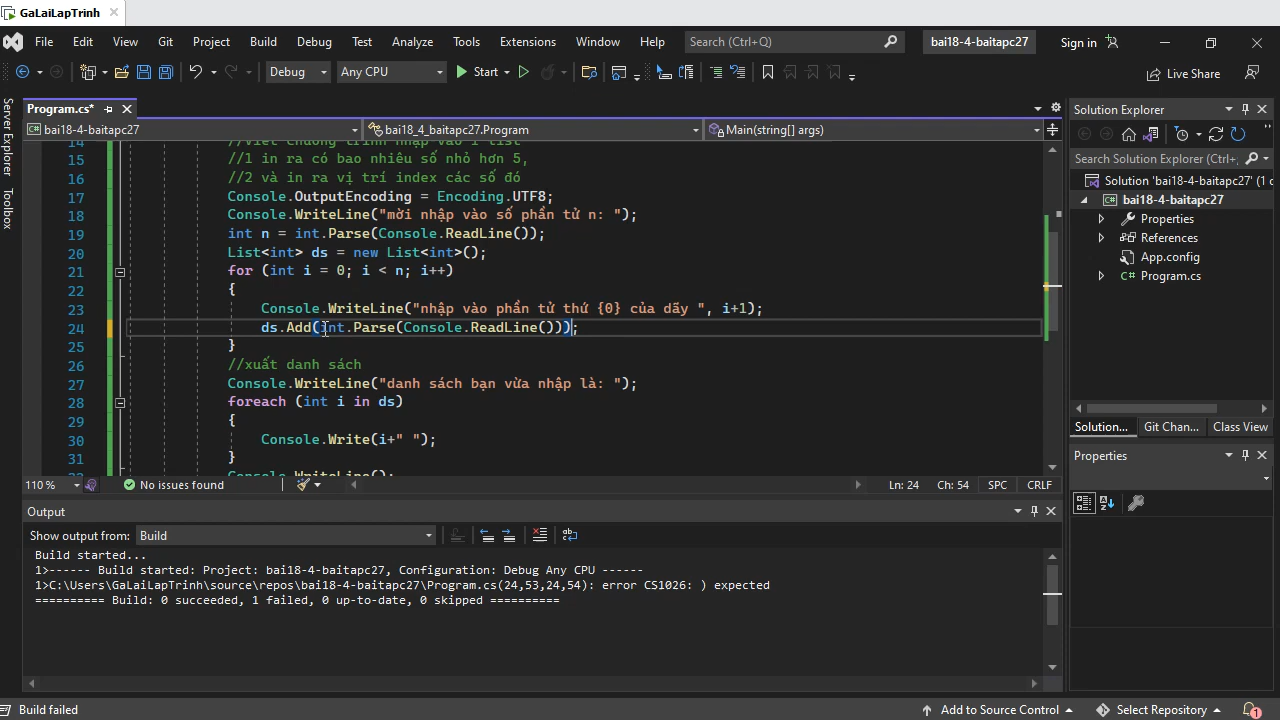 GaLaiLapTrinh
File Edit View Git Project Build Debug Test Analyze Tools Extensions Window Help Search (Ctrl+Q) bai18-4-baitapc27 Sign in
Debug Any CPU Start Live Share
Server Explorer
Toolbox
Program.cs*
bai18-4-baitapc27 bai18_4_baitapc27.Program Main(string[] args)
14 //viết chương trình nhập vào 1 list
15 //1 in ra có bao nhiêu số nhỏ hơn 5,
16 //2 và in ra vị trí index các số đó
17 Console.OutputEncoding = Encoding.UTF8;
18 Console.WriteLine("mời nhập vào số phần tử n: ");
19 int n = int.Parse(Console.ReadLine());
20 List<int> ds = new List<int>();
21 for (int i = 0; i < n; i++)
22 {
23 Console.WriteLine("nhập vào phần tử thứ {0} của dãy ", i+1);
24 ds.Add(int.Parse(Console.ReadLine()));
25 }
26 //xuất danh sách
27 Console.WriteLine("danh sách bạn vừa nhập là: ");
28 foreach (int i in ds)
29 {
30 Console.Write(i+" ");
31 }
Console.WriteLine();
110 % No issues found Ln: 24 Ch: 54 SPC CRLF
Output
Show output from: Build
Build started...
1>------ Build started: Project: bai18-4-baitapc27, Configuration: Debug Any CPU ------
1>C:\Users\GaLaiLapTrinh\source\repos\bai18-4-baitapc27\Program.cs(24,53,24,54): error CS1026: ) expected
========== Build: 0 succeeded, 1 failed, 0 up-to-date, 0 skipped ==========
Solution Explorer
Search Solution Explorer (Ctrl+;
Solution 'bai18-4-baitapc27' (1 c
bai18-4-baitapc27
Properties
References
App.config
Program.cs
Solution... Git Chan... Class View
Properties
Build failed Add to Source Control Select Repository 1